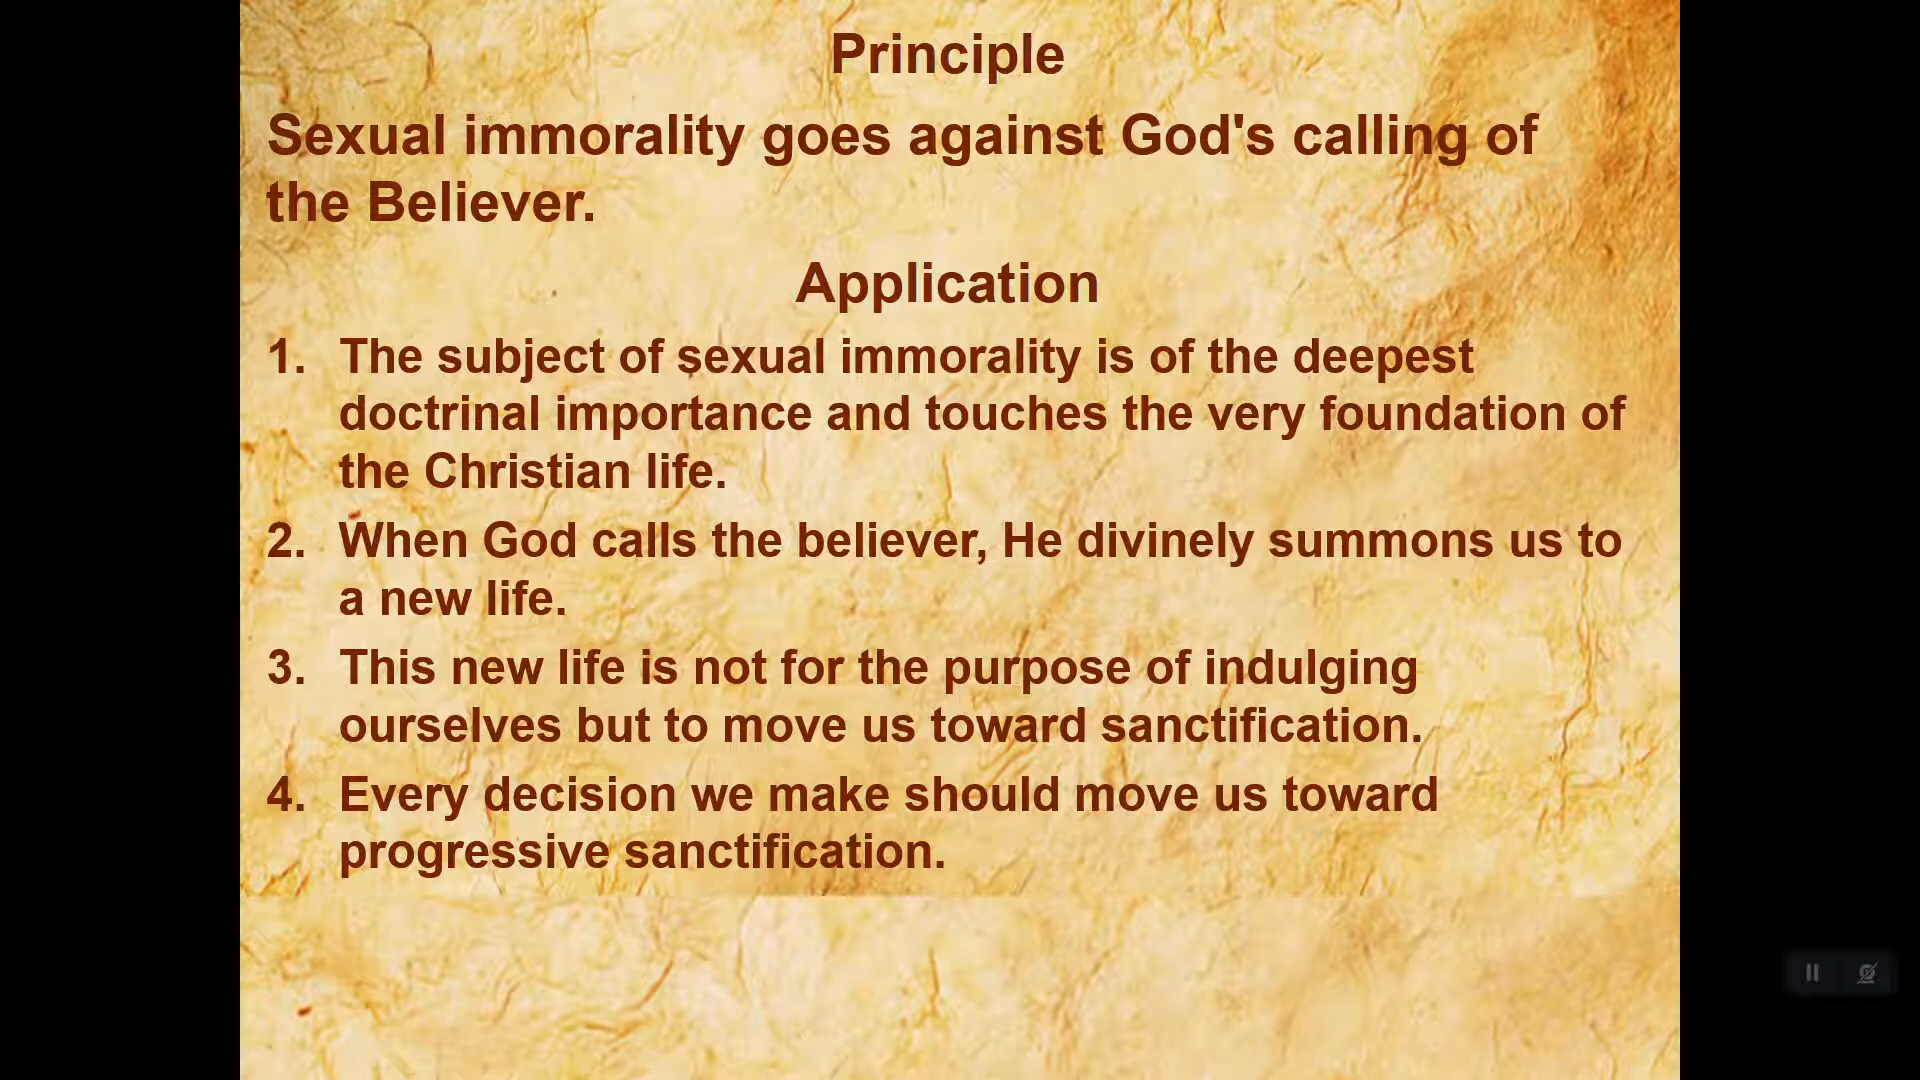 Principle
Sexual immorality goes against God's calling of
the Believer.
Application
1. The subject of sexual immorality is of the deepest
doctrinal importance and touches the very foundation of
the Christian life.
2. When God calls the believer, He divinely summons us to
a new life.
3. This new life is not for the purpose of indulging
ourselves but to move us toward sanctification.
4. Every decision we make should move us toward
progressive sanctification.